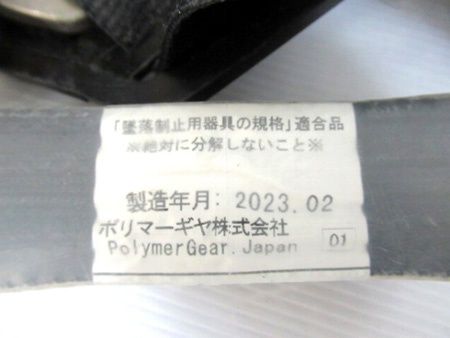 「墜落制止用器具の規格」適合品
※絶対に分解しないこと※
製造年月: 2023.02
ポリマーギヤ株式会社
PolymerGear.Japan 01